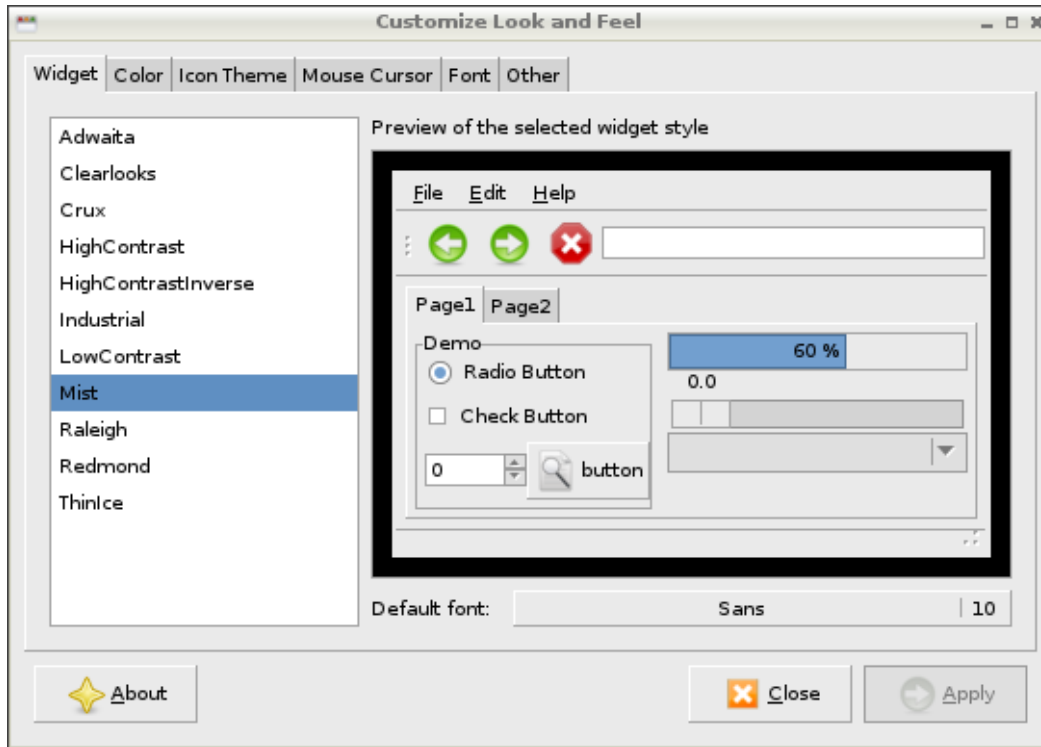 Customize Look and Feel
Widget Color Icon Theme Mouse Cursor Font Other
Adwaita
Clearlooks
Crux
HighContrast
HighContrastInverse
Industrial
LowContrast
Mist
Raleigh
Redmond
ThinIce
Preview of the selected widget style
File Edit Help
Page1 Page2
Demo
Radio Button
Check Button
0 button
60 %
0.0
Default font: Sans 10
About Close Apply